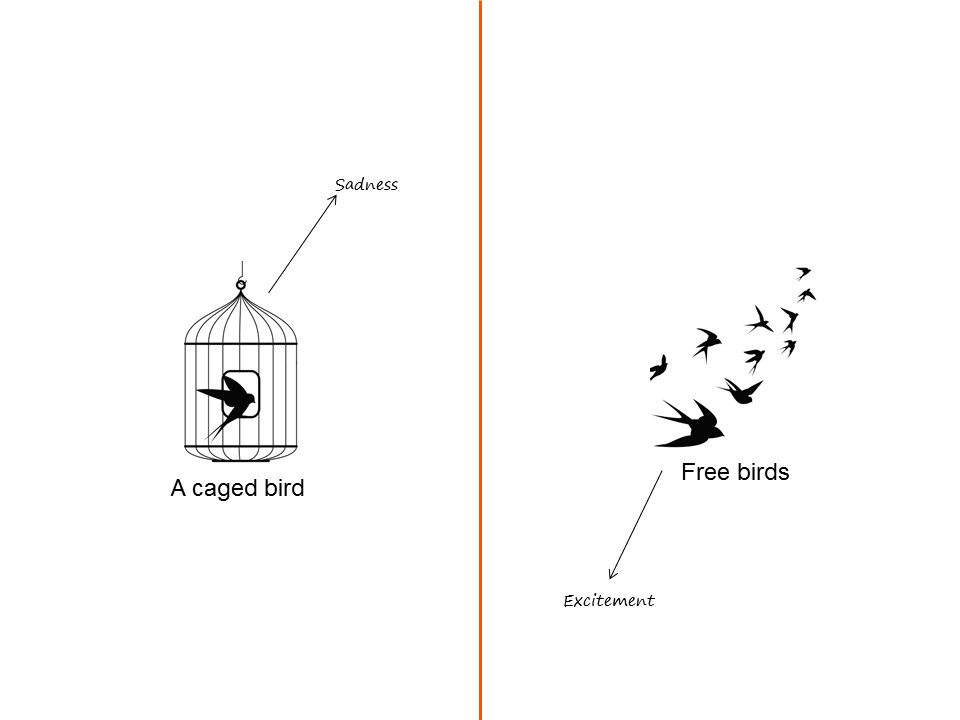 Sadness
A caged bird
Free birds
Excitement